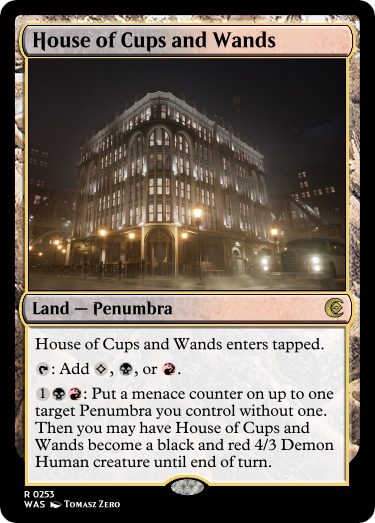 House of Cups and Wands
Land — Penumbra
House of Cups and Wands enters tapped.
: Add , , or .
1 : Put a menace counter on up to one
target Penumbra you control without one.
Then you may have House of Cups and
Wands become a black and red 4/3 Demon
Human creature until end of turn.
R 0253
WAS Tomasz Zero